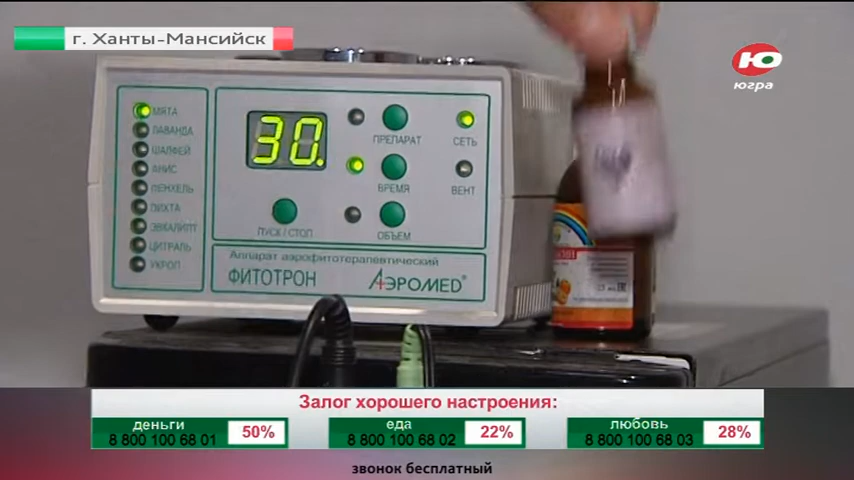 г. Ханты-Мансийск
Ю
югра
МЯТА
ЛАВАНДА
ШАЛФЕЙ
АНИС
ФЕНХЕЛЬ
ПИХТА
ЭВКАЛИПТ
ЦИТРАЛЬ
УКРОП
30.
ПУСК / СТОП
ПРЕПАРАТ
ВРЕМЯ
ОБЪЕМ
СЕТЬ
ВЕНТ
Аппарат аэрофитотерапевтический
ФИТОТРОН
АЭРОMED®
Залог хорошего настроения:
деньги
8 800 100 68 01
50%
еда
8 800 100 68 02
22%
любовь
8 800 100 68 03
28%
звонок бесплатный